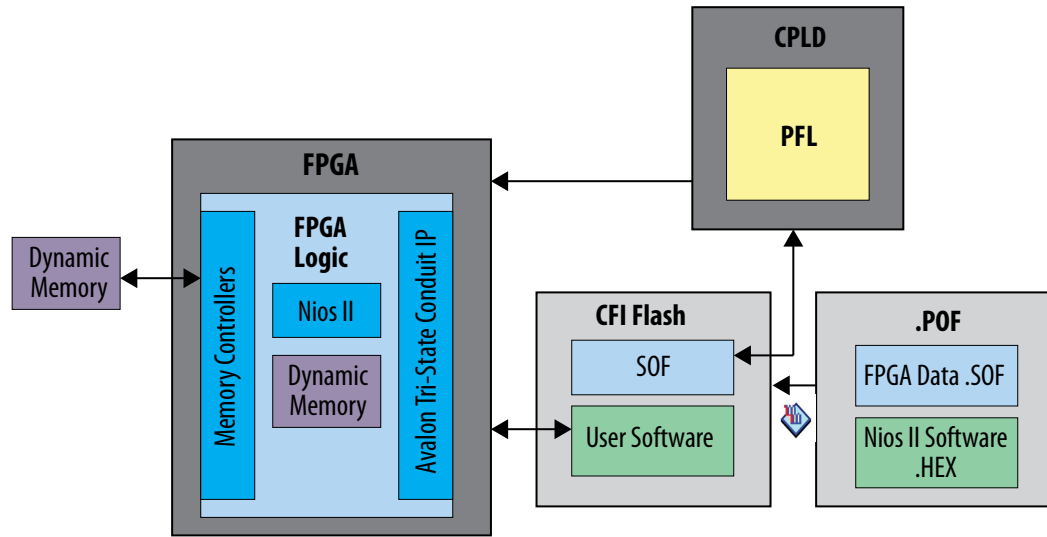 CPLD
PFL
FPGA
FPGA
Logic
Memory Controllers
Nios II
Dynamic
Memory
Avalon Tri-State Conduit IP
Dynamic
Memory
CFI Flash
SOF
User Software
.POF
FPGA Data .SOF
Nios II Software
.HEX